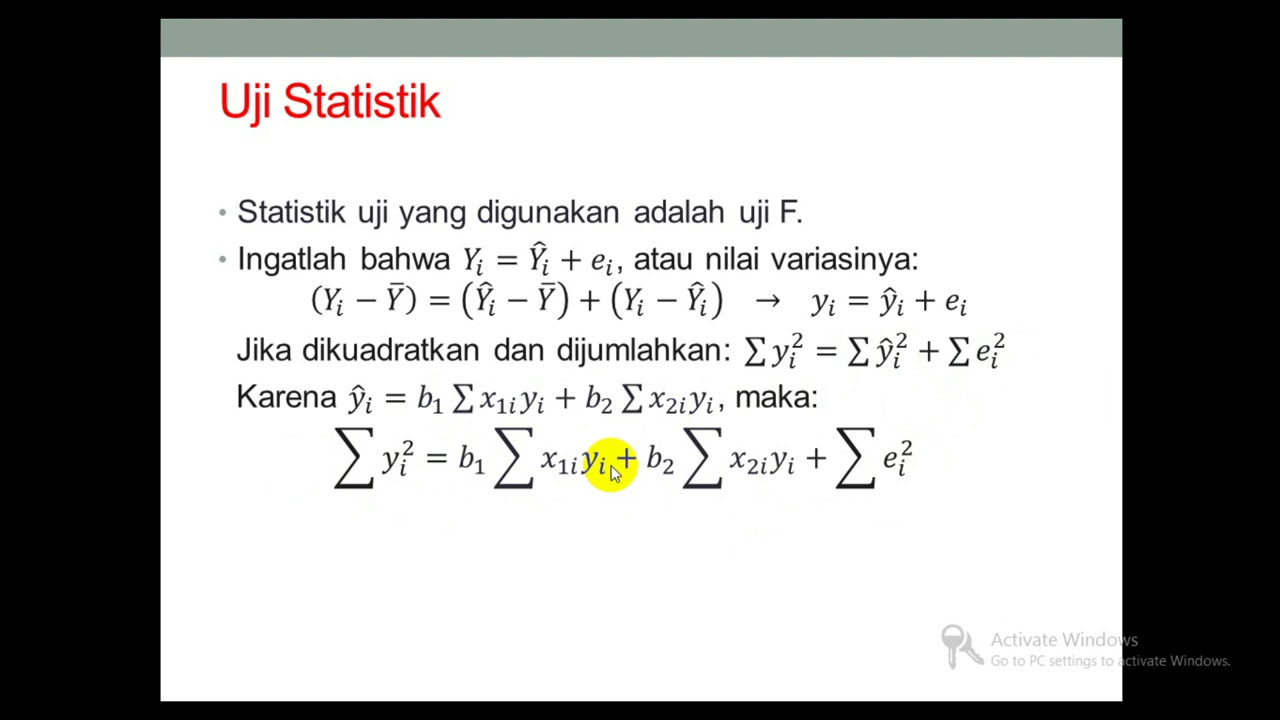 Uji Statistik
• Statistik uji yang digunakan adalah uji F.
• Ingatlah bahwa Yᵢ = Ŷᵢ + eᵢ, atau nilai variasinya:
(Yᵢ − Ȳ) = (Ŷᵢ − Ȳ) + (Yᵢ − Ŷᵢ) → yᵢ = ŷᵢ + eᵢ
Jika dikuadratkan dan dijumlahkan: ∑yᵢ² = ∑ŷᵢ² + ∑eᵢ²
Karena ŷᵢ = b₁ ∑x₁ᵢyᵢ + b₂ ∑x₂ᵢyᵢ, maka:
∑yᵢ² = b₁ ∑x₁ᵢyᵢ + b₂ ∑x₂ᵢyᵢ + ∑eᵢ²
Activate Windows
Go to PC settings to activate Windows.